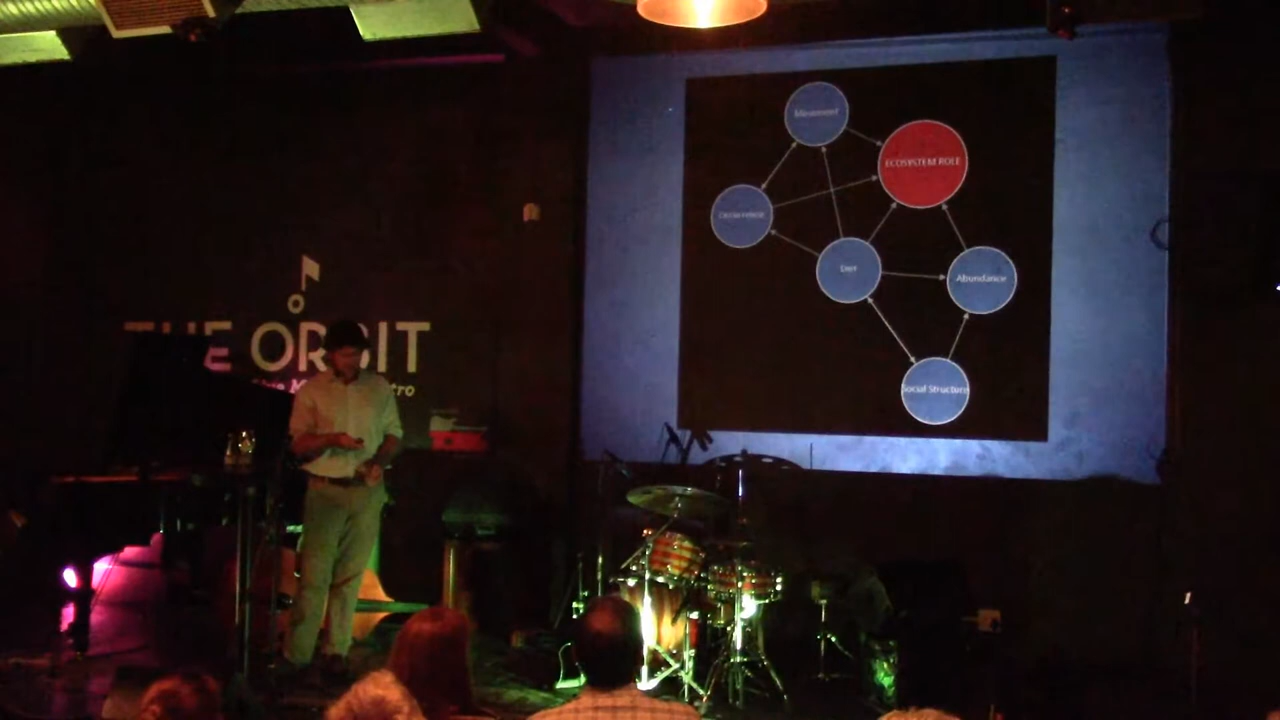 Movement
ECOSYSTEM ROLE
Diet
Abundance
Social Structure
THE ORBIT